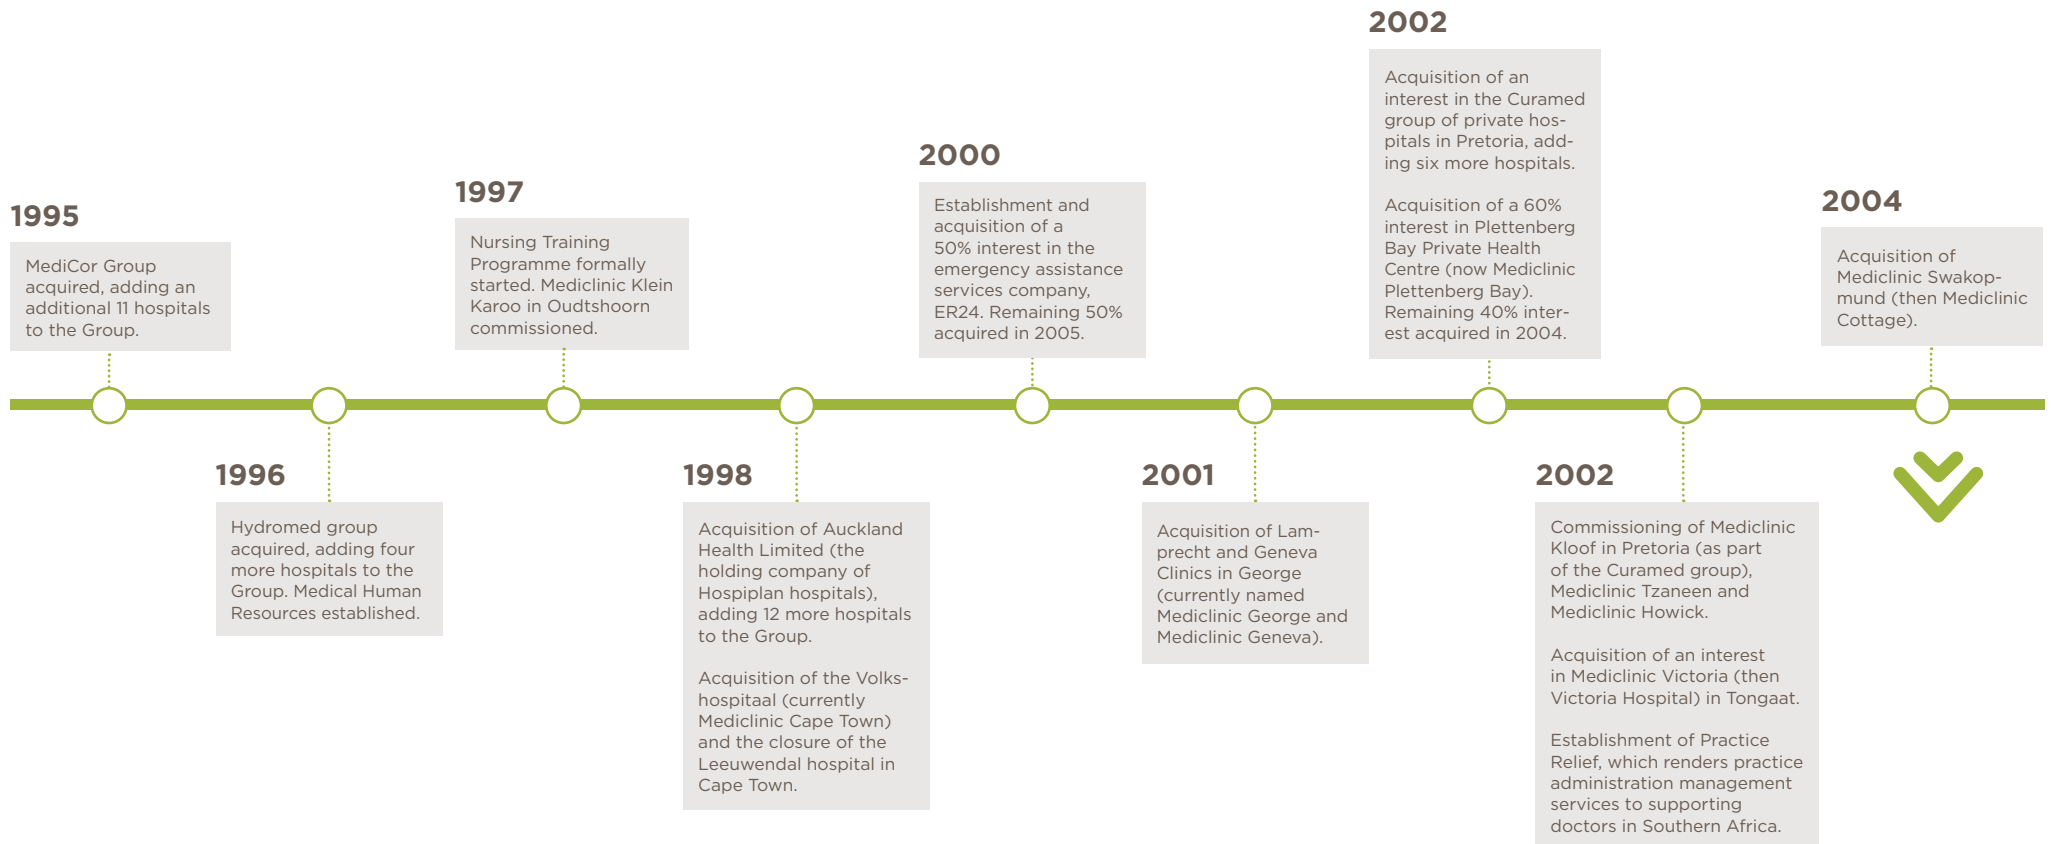 1995
MediCor Group
acquired, adding an
additional 11 hospitals
to the Group.
1996
Hydromed group
acquired, adding four
more hospitals to the
Group. Medical Human
Resources established.
1997
Nursing Training
Programme formally
started. Mediclinic Klein
Karoo in Oudtshoorn
commissioned.
1998
Acquisition of Auckland
Health Limited (the
holding company of
Hospiplan hospitals),
adding 12 more hospitals
to the Group.
Acquisition of the Volks-
hospitaal (currently
Mediclinic Cape Town)
and the closure of the
Leeuwendal hospital in
Cape Town.
2000
Establishment and
acquisition of a
50% interest in the
emergency assistance
services company,
ER24. Remaining 50%
acquired in 2005.
2001
Acquisition of Lam-
precht and Geneva
Clinics in George
(currently named
Mediclinic George and
Mediclinic Geneva).
2002
Acquisition of an
interest in the Curamed
group of private hos-
pitals in Pretoria, add-
ing six more hospitals.
Acquisition of a 60%
interest in Plettenberg
Bay Private Health
Centre (now Mediclinic
Plettenberg Bay).
Remaining 40% inter-
est acquired in 2004.
2002
Commissioning of Mediclinic
Kloof in Pretoria (as part
of the Curamed group),
Mediclinic Tzaneen and
Mediclinic Howick.
Acquisition of an interest
in Mediclinic Victoria (then
Victoria Hospital) in Tongaat.
Establishment of Practice
Relief, which renders practice
administration management
services to supporting
doctors in Southern Africa.
2004
Acquisition of
Mediclinic Swakop-
mund (then Mediclinic
Cottage).